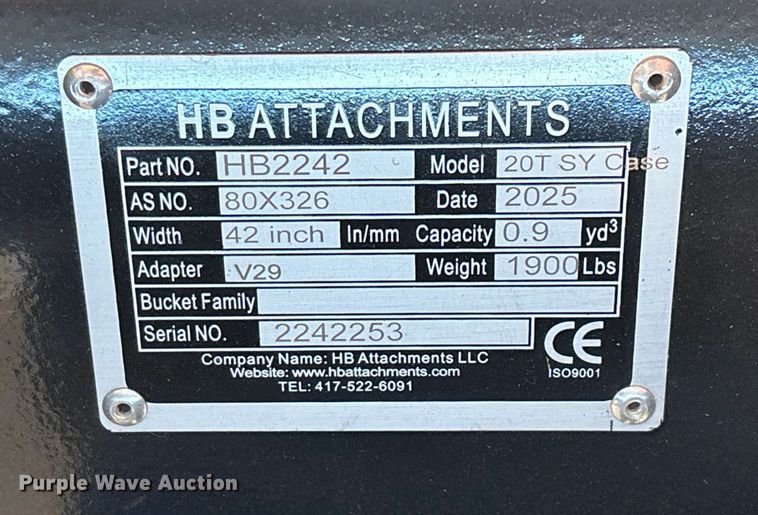 HB ATTACHMENTS
Part NO. HB2242 Model 20T SY Case
AS NO. 80X326 Date 2025
Width 42 inch In/mm Capacity 0.9 yd³
Adapter V29 Weight 1900 Lbs
Bucket Family
Serial NO. 2242253 CE
Company Name: HB Attachments LLC
Website: www.hbattachments.com ISO9001
TEL: 417-522-6091
Purple Wave Auction